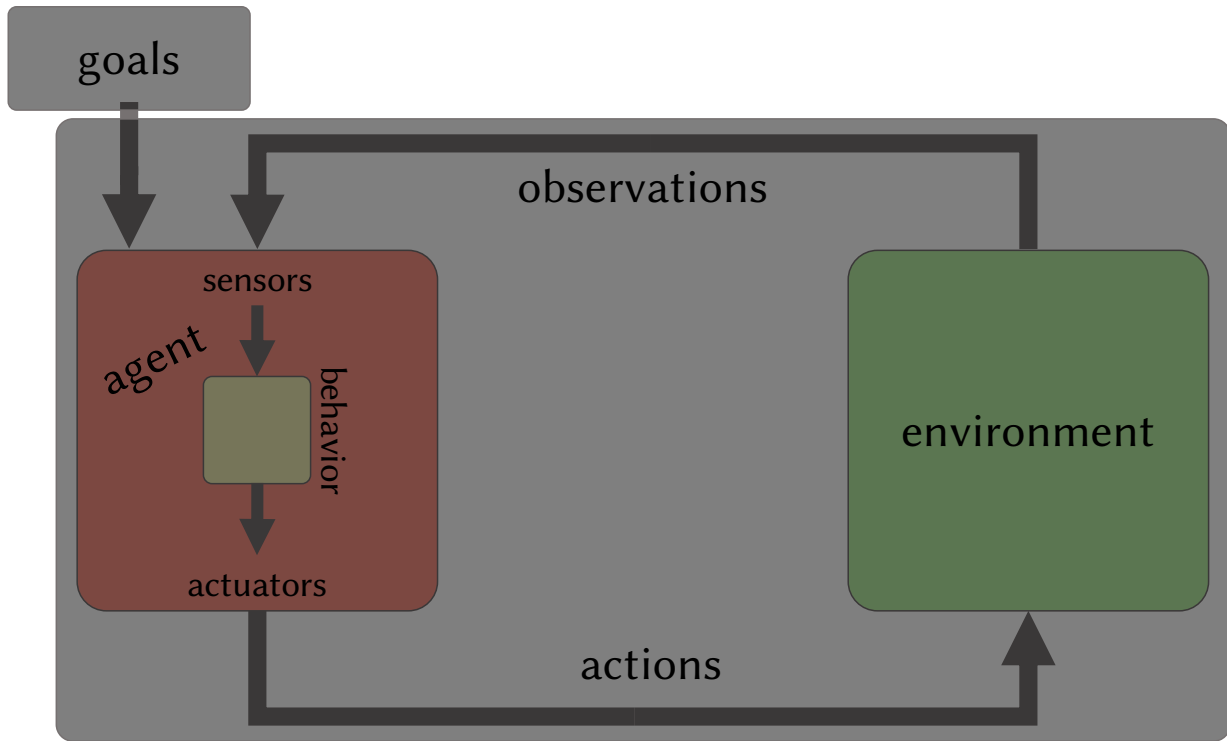 goals
observations
sensors
agent
behavior
environment
actuators
actions